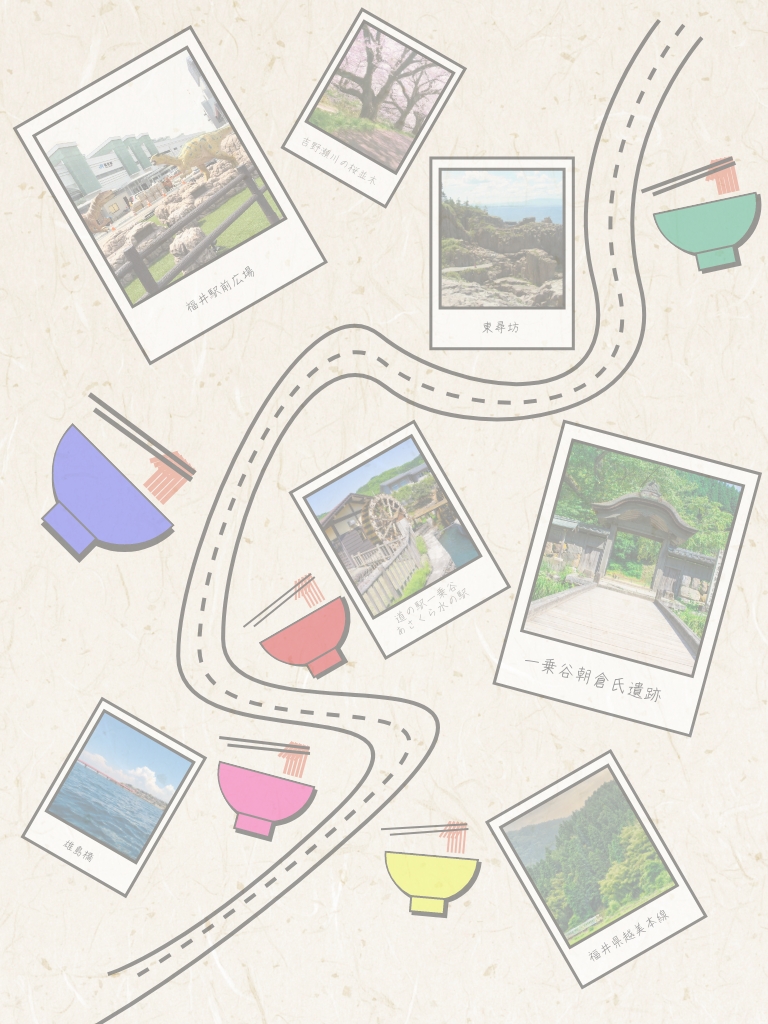 吉野瀬川の桜並木
福井駅前広場
東尋坊
道の駅一乗谷
あさくら水の駅
一乗谷朝倉氏遺跡
雄島橋
福井県越美本線